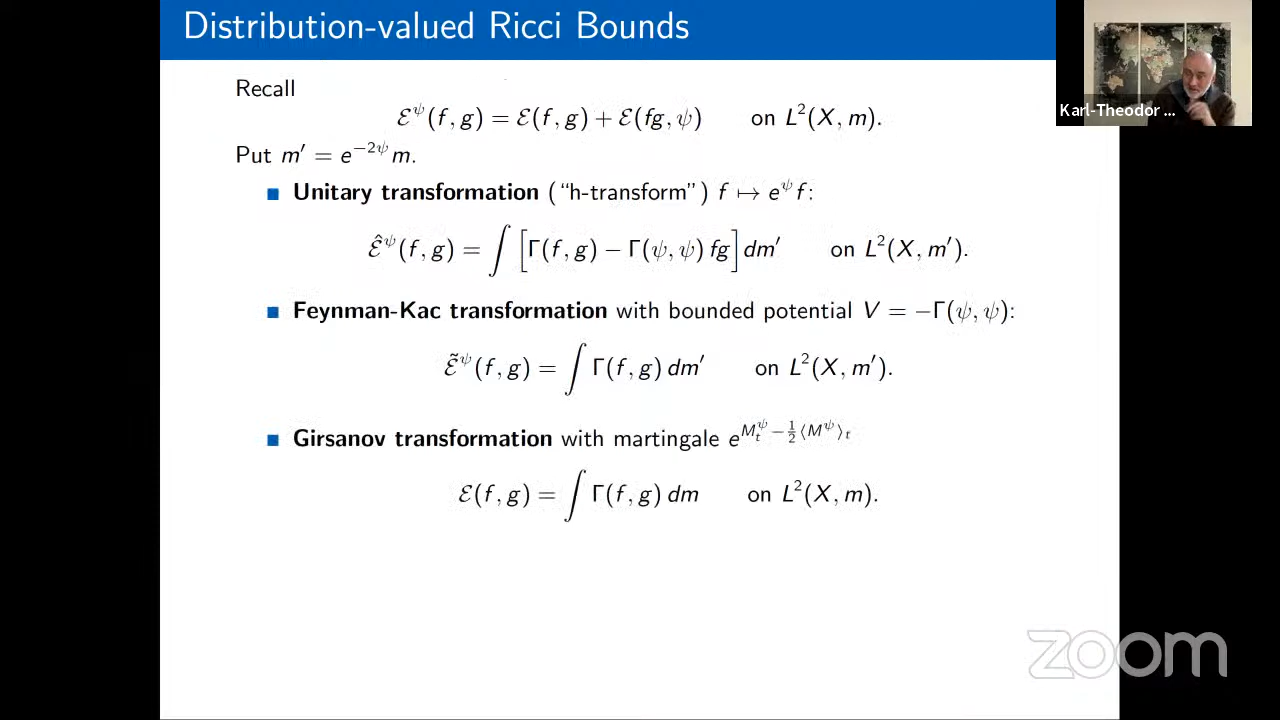 Distribution-valued Ricci Bounds
Recall
ℰ^ψ(f, g) = ℰ(f, g) + ℰ(fg, ψ) on L²(X, m).
Put m′ = e^{−2ψ} m.
■ Unitary transformation (“h-transform”) f ↦ e^ψ f:
ℰ̂^ψ(f, g) = ∫ [Γ(f, g) − Γ(ψ, ψ) fg] dm′ on L²(X, m′).
■ Feynman-Kac transformation with bounded potential V = −Γ(ψ, ψ):
ℰ̃^ψ(f, g) = ∫ Γ(f, g) dm′ on L²(X, m′).
■ Girsanov transformation with martingale e^{M_t^ψ − ½⟨M^ψ⟩_t}
ℰ(f, g) = ∫ Γ(f, g) dm on L²(X, m).
Karl-Theodor ...
zoom